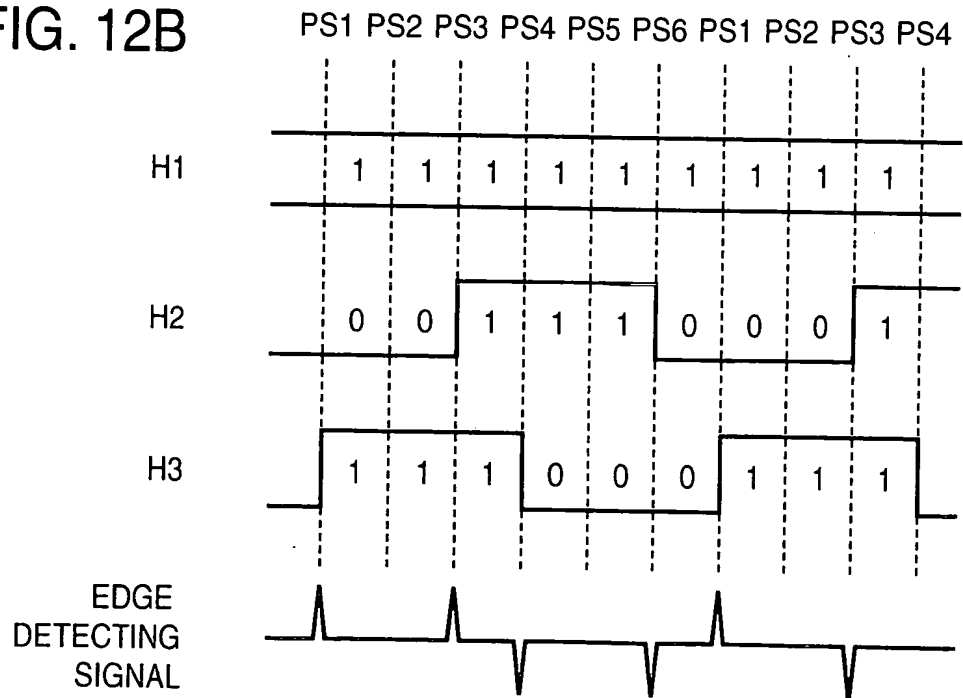 FIG. 12B
PS1 PS2 PS3 PS4 PS5 PS6 PS1 PS2 PS3 PS4
H1 1 1 1 1 1 1 1 1 1
H2 0 0 1 1 1 0 0 0 1
H3 1 1 1 0 0 0 1 1 1
EDGE
DETECTING
SIGNAL